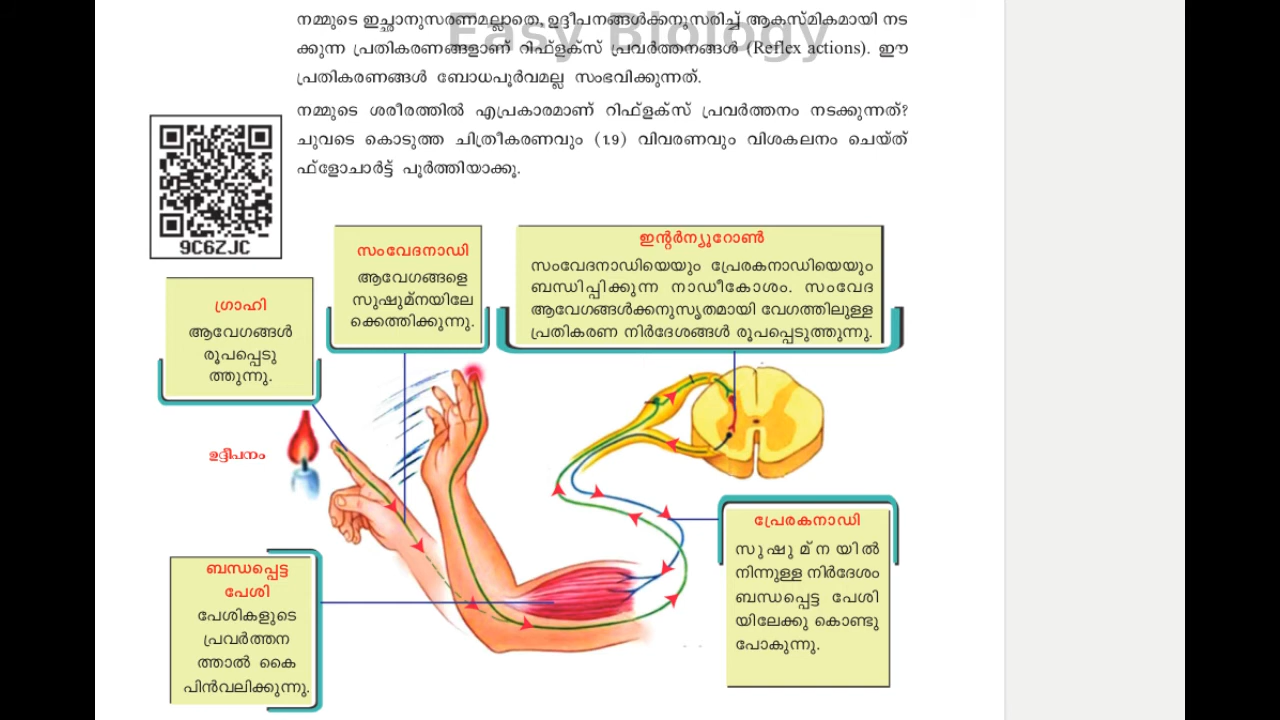 Easy Biology
നമ്മുടെ ഇച്ഛാനുസരണമല്ലാതെ, ഉദ്ദീപനങ്ങൾക്കനുസരിച്ച് ആകസ്മികമായി നട
ക്കുന്ന പ്രതികരണങ്ങളാണ് റിഫ്ളക്സ് പ്രവർത്തനങ്ങൾ (Reflex actions). ഈ
പ്രതികരണങ്ങൾ ബോധപൂർവമല്ല സംഭവിക്കുന്നത്.
നമ്മുടെ ശരീരത്തിൽ എപ്രകാരമാണ് റിഫ്ളക്സ് പ്രവർത്തനം നടക്കുന്നത്?
ചുവടെ കൊടുത്ത ചിത്രീകരണവും (1.9) വിവരണവും വിശകലനം ചെയ്ത്
ഫ്ളോചാർട്ട് പൂർത്തിയാക്കൂ.
9C6ZJC
ഗ്രാഹി
ആവേഗങ്ങൾ
രൂപപ്പെടു
ത്തുന്നു.
സംവേദനാഡി
ആവേഗങ്ങളെ
സുഷുമ്നയിലേ
ക്കെത്തിക്കുന്നു.
ഇന്റർന്യൂറോൺ
സംവേദനാഡിയെയും പ്രേരകനാഡിയെയും
ബന്ധിപ്പിക്കുന്ന നാഡീകോശം. സംവേദ
ആവേഗങ്ങൾക്കനുസൃതമായി വേഗത്തിലുള്ള
പ്രതികരണ നിർദേശങ്ങൾ രൂപപ്പെടുത്തുന്നു.
ഉദ്ദീപനം
പ്രേരകനാഡി
സുഷുമ്നയിൽ
നിന്നുള്ള നിർദേശം
ബന്ധപ്പെട്ട പേശി
യിലേക്കു കൊണ്ടു
പോകുന്നു.
ബന്ധപ്പെട്ട
പേശി
പേശികളുടെ
പ്രവർത്തന
ത്താൽ കൈ
പിൻവലിക്കുന്നു.